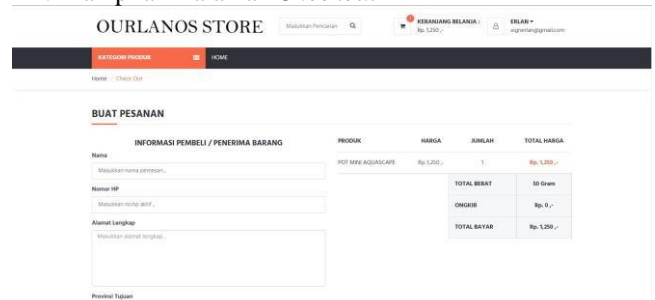 OURLANOS STORE
Masukkan Pencarian
KERANJANG BELANJA :
Rp. 1,250 ,-
ERLAN
KATEGORI PRODUK
HOME
Home / Check Out
BUAT PESANAN
INFORMASI PEMBELI / PENERIMA BARANG
Nama
Masukkan nama pemesan..
Nomor HP
Masukkan no.hp aktif..
Alamat Lengkap
Masukkan alamat lengkap..
Provinsi Tujuan
PRODUK HARGA JUMLAH TOTAL HARGA
POT MINI AQUASCAPE Rp. 1,250 ,- 1 Rp. 1,250 ,-
TOTAL BERAT 50 Gram
ONGKIR Rp. 0 ,-
TOTAL BAYAR Rp. 1,250 ,-